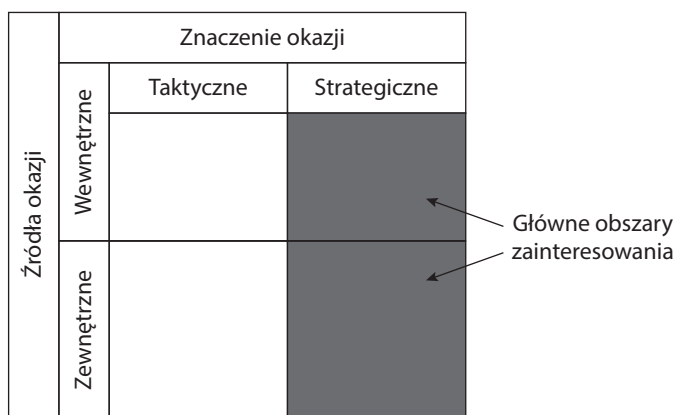 Znaczenie okazji
Taktyczne
Strategiczne
Źródła okazji
Wewnętrzne
Zewnętrzne
Główne obszary
zainteresowania